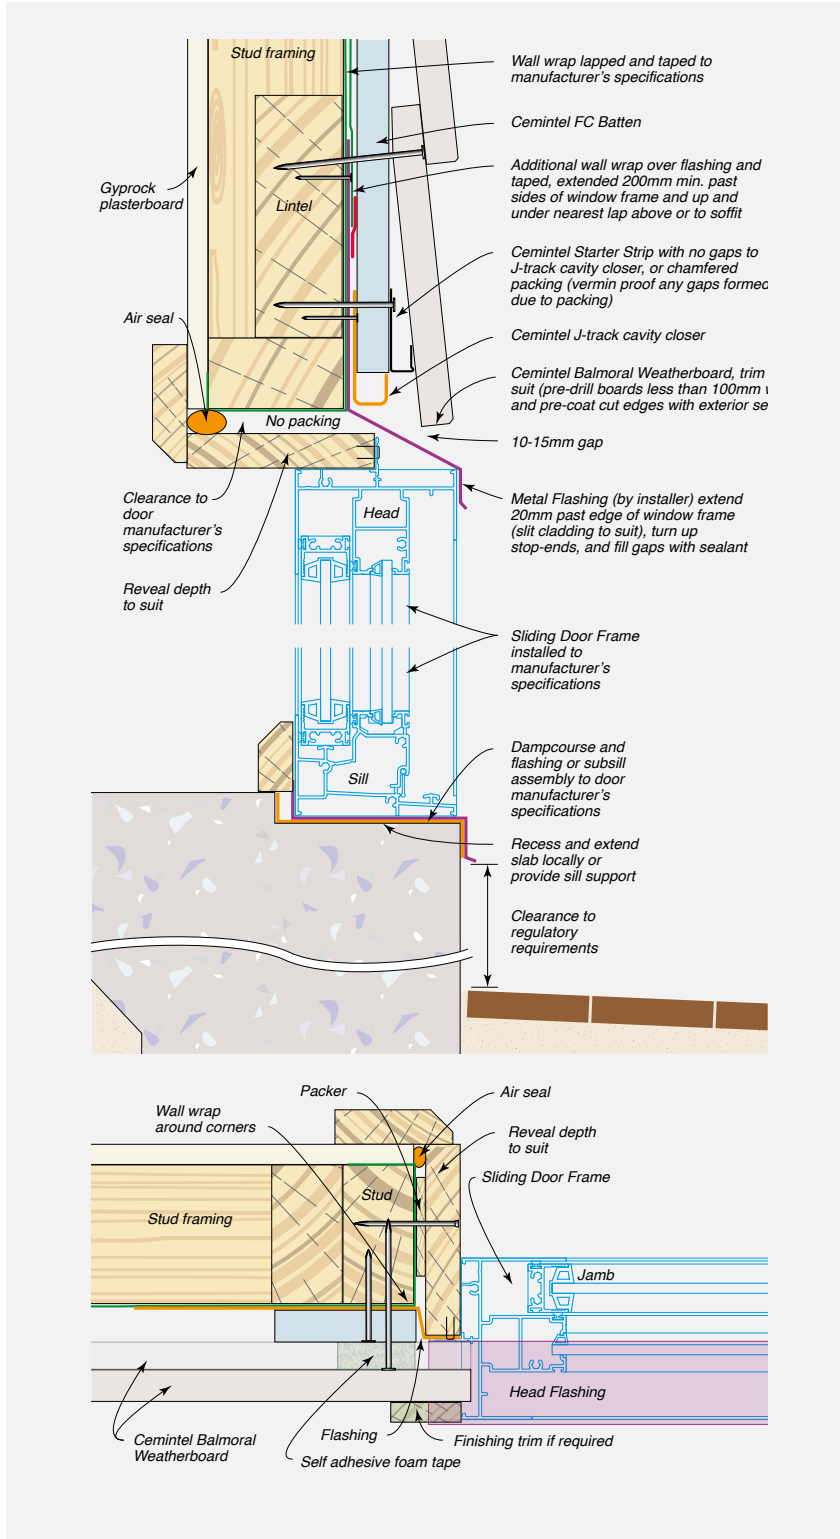 Stud framing
Wall wrap lapped and taped to
manufacturer's specifications
Cemintel FC Batten
Additional wall wrap over flashing and
taped, extended 200mm min. past
sides of window frame and up and
under nearest lap above or to soffit
Gyprock
plasterboard
Lintel
Cemintel Starter Strip with no gaps to
J-track cavity closer, or chamfered
packing (vermin proof any gaps formed
due to packing)
Air seal
Cemintel J-track cavity closer
Cemintel Balmoral Weatherboard, trim
suit (pre-drill boards less than 100mm
and pre-coat cut edges with exterior se
No packing
10-15mm gap
Clearance to
door
manufacturer's
specifications
Head
Metal Flashing (by installer) extend
20mm past edge of window frame
(slit cladding to suit), turn up
stop-ends, and fill gaps with sealant
Reveal depth
to suit
Sliding Door Frame
installed to
manufacturer's
specifications
Sill
Dampcourse and
flashing or subsill
assembly to door
manufacturer's
specifications
Recess and extend
slab locally or
provide sill support
Clearance to
regulatory
requirements
Packer
Air seal
Wall wrap
around corners
Reveal depth
to suit
Sliding Door Frame
Stud
Stud framing
Jamb
Head Flashing
Cemintel Balmoral
Weatherboard
Flashing
Finishing trim if required
Self adhesive foam tape